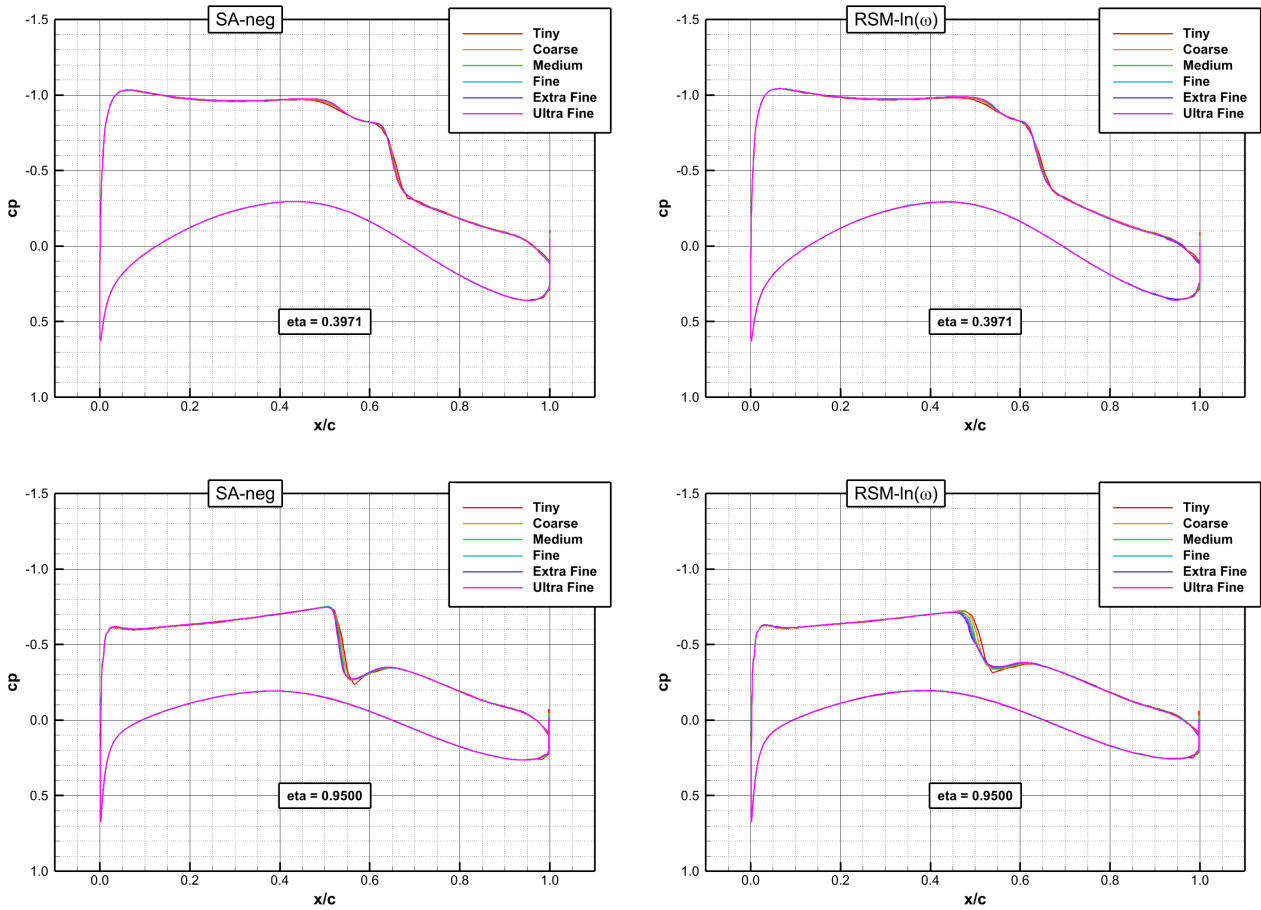 SA-neg
Tiny
Coarse
Medium
Fine
Extra Fine
Ultra Fine
-1.5
-1.0
-0.5
0.0
0.5
1.0
cp
eta = 0.3971
0.0 0.2 0.4 0.6 0.8 1.0
x/c
RSM-ln(ω)
Tiny
Coarse
Medium
Fine
Extra Fine
Ultra Fine
-1.5
-1.0
-0.5
0.0
0.5
1.0
cp
eta = 0.3971
0.0 0.2 0.4 0.6 0.8 1.0
x/c
SA-neg
Tiny
Coarse
Medium
Fine
Extra Fine
Ultra Fine
-1.5
-1.0
-0.5
0.0
0.5
1.0
cp
eta = 0.9500
0.0 0.2 0.4 0.6 0.8 1.0
x/c
RSM-ln(ω)
Tiny
Coarse
Medium
Fine
Extra Fine
Ultra Fine
-1.5
-1.0
-0.5
0.0
0.5
1.0
cp
eta = 0.9500
0.0 0.2 0.4 0.6 0.8 1.0
x/c